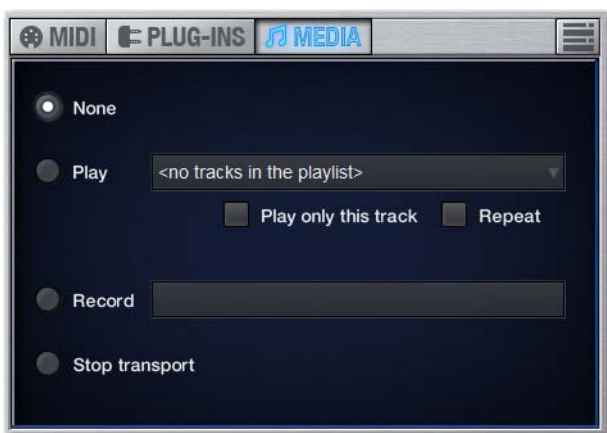 MIDI PLUG-INS MEDIA
None
Play <no tracks in the playlist>
Play only this track Repeat
Record
Stop transport